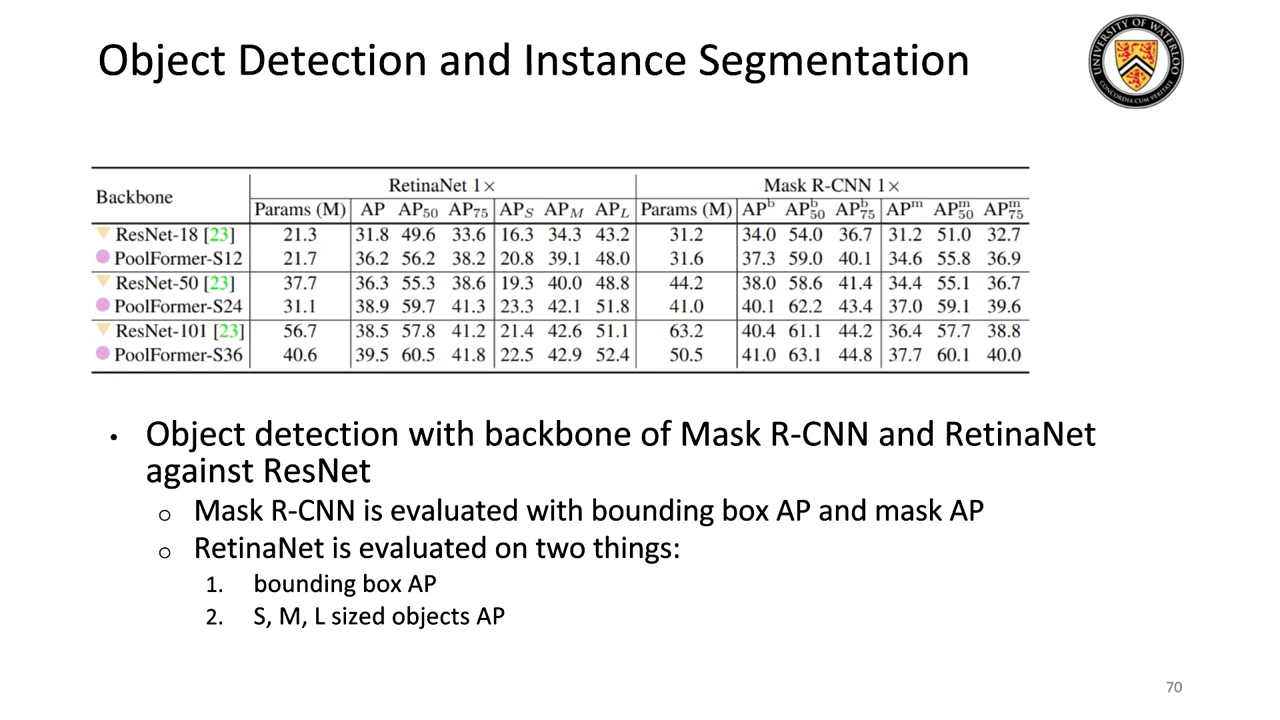 Object Detection and Instance Segmentation
UNIVERSITY OF WATERLOO
CONCORDIA CUM VERITATE
Backbone RetinaNet 1× Mask R-CNN 1×
Params (M) AP AP50 AP75 APS APM APL Params (M) APb APb50 APb75 APm APm50 APm75
ResNet-18 [23] 21.3 31.8 49.6 33.6 16.3 34.3 43.2 31.2 34.0 54.0 36.7 31.2 51.0 32.7
PoolFormer-S12 21.7 36.2 56.2 38.2 20.8 39.1 48.0 31.6 37.3 59.0 40.1 34.6 55.8 36.9
ResNet-50 [23] 37.7 36.3 55.3 38.6 19.3 40.0 48.8 44.2 38.0 58.6 41.4 34.4 55.1 36.7
PoolFormer-S24 31.1 38.9 59.7 41.3 23.3 42.1 51.8 41.0 40.1 62.2 43.4 37.0 59.1 39.6
ResNet-101 [23] 56.7 38.5 57.8 41.2 21.4 42.6 51.1 63.2 40.4 61.1 44.2 36.4 57.7 38.8
PoolFormer-S36 40.6 39.5 60.5 41.8 22.5 42.9 52.4 50.5 41.0 63.1 44.8 37.7 60.1 40.0
• Object detection with backbone of Mask R-CNN and RetinaNet
against ResNet
o Mask R-CNN is evaluated with bounding box AP and mask AP
o RetinaNet is evaluated on two things:
1. bounding box AP
2. S, M, L sized objects AP
70